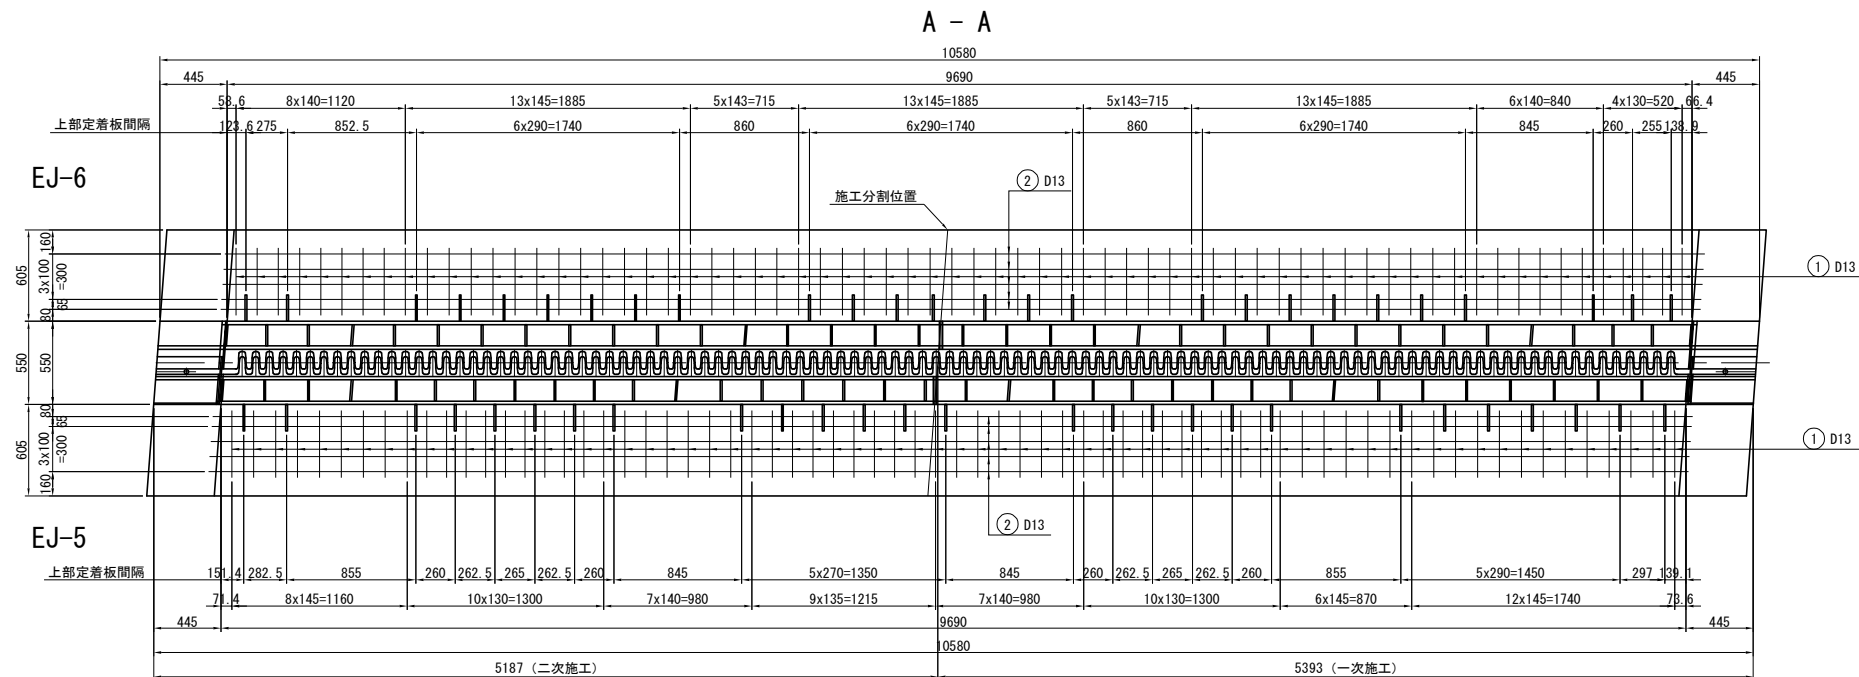 A - A
10580
445 9690 445
58.6 8x140=1120 13x145=1885 5x143=715 13x145=1885 5x143=715 13x145=1885 6x140=840 4x130=520 66.4
上部定着板間隔 123.6 275 852.5 6x290=1740 860 6x290=1740 860 6x290=1740 845 260 255 138.9
EJ-6
② D13
施工分割位置
605 160 3x100 =300 65 80
① D13
550 550
605 80 65 3x100 =300 160
① D13
② D13
EJ-5
上部定着板間隔 151.4 282.5 855 260 262.5 265 262.5 260 845 5x270=1350 845 260 262.5 265 262.5 260 855 5x290=1450 297 139.1
71.4 8x145=1160 10x130=1300 7x140=980 9x135=1215 7x140=980 10x130=1300 6x145=870 12x145=1740 73.6
445 9690 445
10580
5187 (二次施工) 5393 (一次施工)